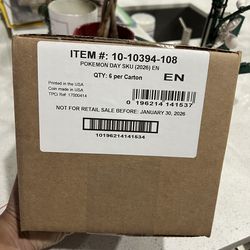 ITEM #: 10-10394-108
POKEMON DAY SKU (2026) EN
QTY: 6 per Carton
EN
Printed in the USA
Coin made in USA
TPCi Ref: 17000414
0 196214 141537
NOT FOR RETAIL SALE BEFORE: JANUARY 30, 2026
10196214141534